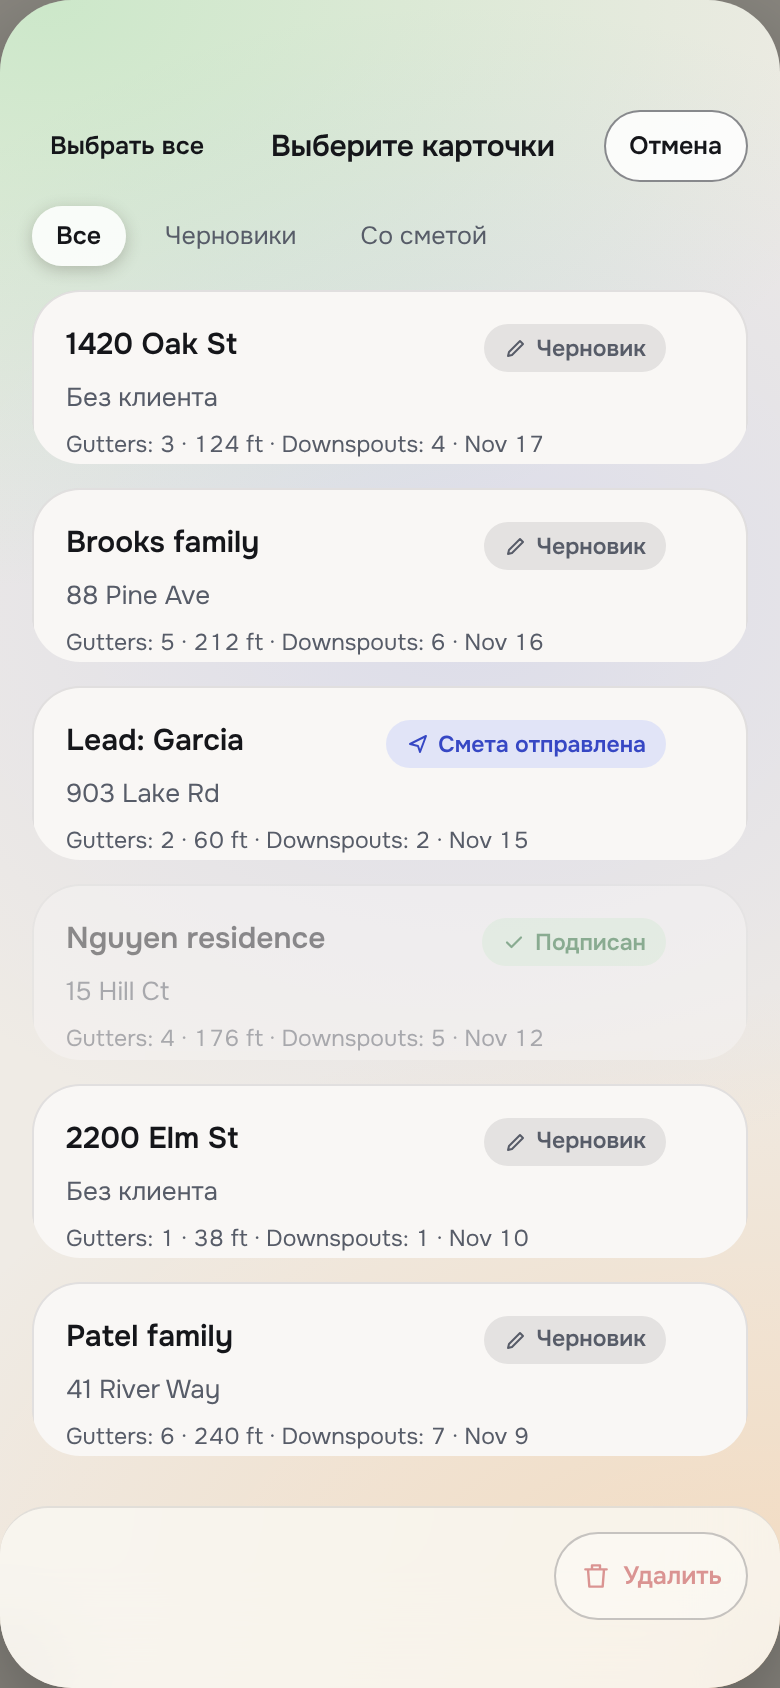 Выбрать все
Выберите карточки
Отмена
Все
Черновики
Со сметой
1420 Oak St
Черновик
Без клиента
Gutters: 3 · 124 ft · Downspouts: 4 · Nov 17
Brooks family
Черновик
88 Pine Ave
Gutters: 5 · 212 ft · Downspouts: 6 · Nov 16
Lead: Garcia
Смета отправлена
903 Lake Rd
Gutters: 2 · 60 ft · Downspouts: 2 · Nov 15
Nguyen residence
Подписан
15 Hill Ct
Gutters: 4 · 176 ft · Downspouts: 5 · Nov 12
2200 Elm St
Черновик
Без клиента
Gutters: 1 · 38 ft · Downspouts: 1 · Nov 10
Patel family
Черновик
41 River Way
Gutters: 6 · 240 ft · Downspouts: 7 · Nov 9
Удалить